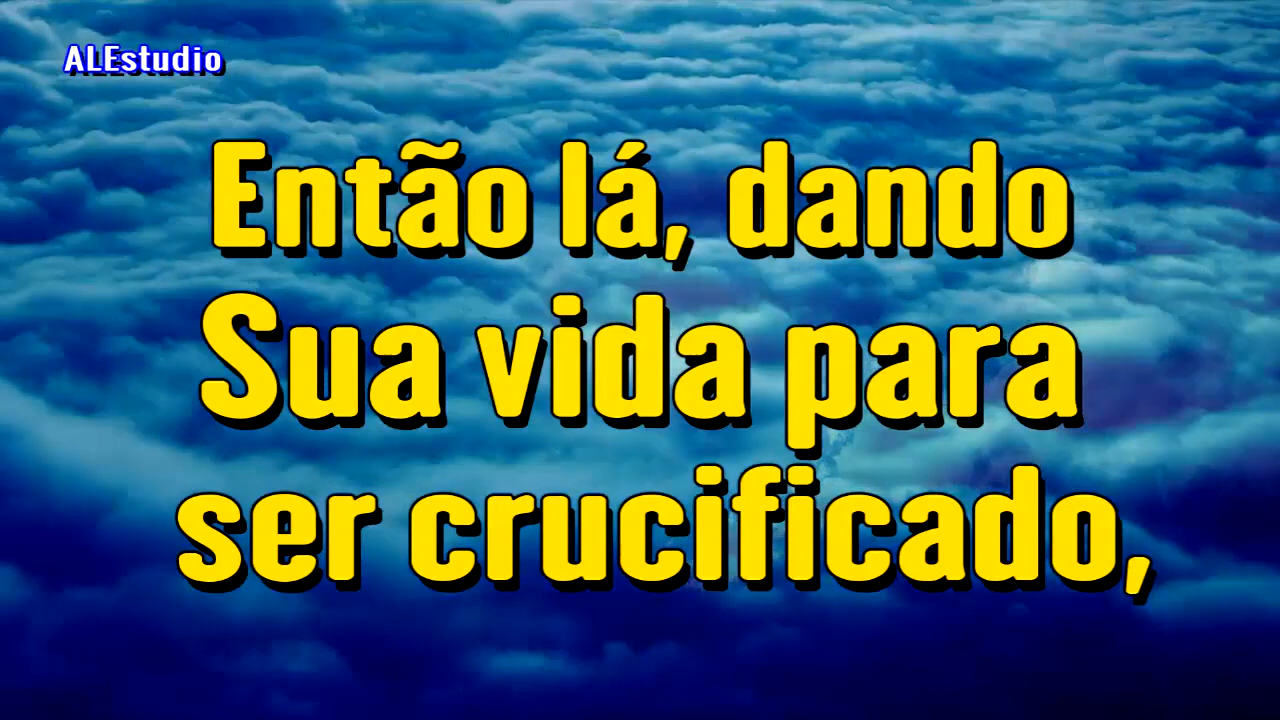 ALEstudio
Então lá, dando
Sua vida para
ser crucificado,